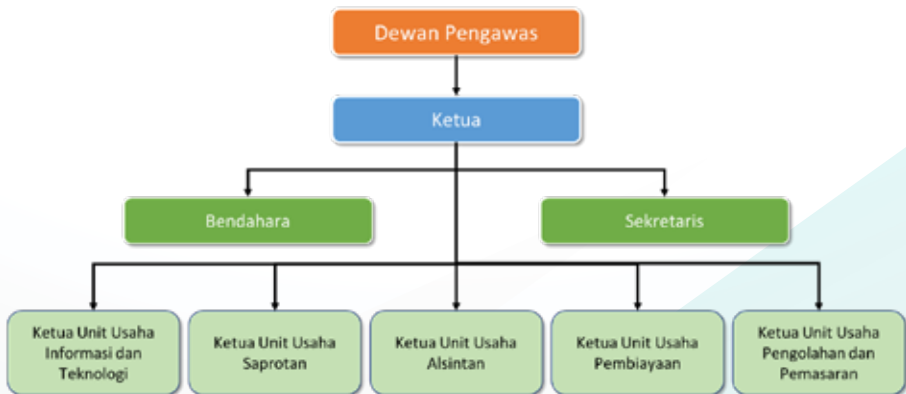 Dewan Pengawas
Ketua
Bendahara
Sekretaris
Ketua Unit Usaha
Informasi dan
Teknologi
Ketua Unit Usaha
Saprotan
Ketua Unit Usaha
Alsintan
Ketua Unit Usaha
Pembiayaan
Ketua Unit Usaha
Pengolahan dan
Pemasaran